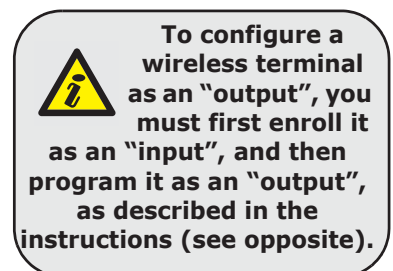 To configure a
wireless terminal
as an “output”, you
must first enroll it
as an “input”, and then
program it as an “output”,
as described in the
instructions (see opposite).